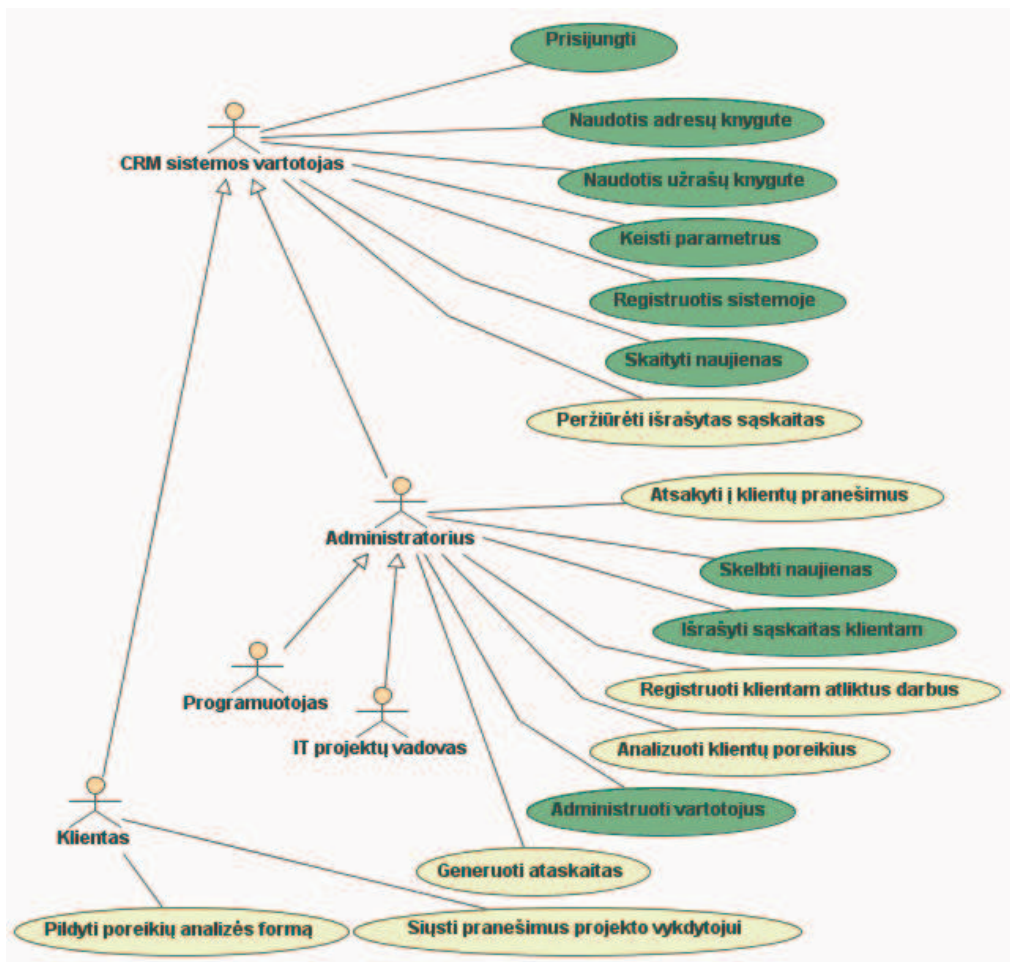 Prisijungti
Naudotis adresų knygute
CRM sistemos vartotojas
Naudotis užrašų knygute
Keisti parametrus
Registruotis sistemoje
Skaityti naujienas
Peržiūrėti išrašytas sąskaitas
Atsakyti į klientų pranešimus
Administratorius
Skelbti naujienas
Išrašyti sąskaitas klientam
Registruoti klientam atliktus darbus
Programuotojas
IT projektų vadovas
Analizuoti klientų poreikius
Administruoti vartotojus
Klientas
Generuoti ataskaitas
Pildyti poreikių analizės formą
Siųsti pranešimus projekto vykdytojui